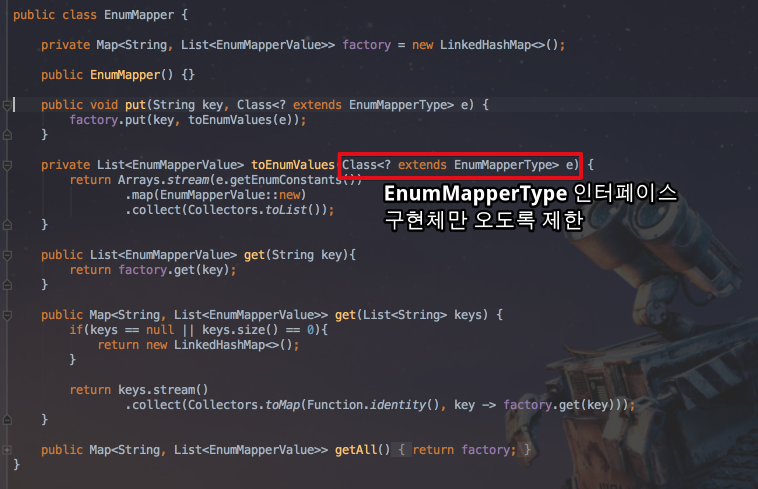 public class EnumMapper {
private Map<String, List<EnumMapperValue>> factory = new LinkedHashMap<>();
public EnumMapper() {}
public void put(String key, Class<? extends EnumMapperType> e) {
factory.put(key, toEnumValues(e));
}
private List<EnumMapperValue> toEnumValues(Class<? extends EnumMapperType> e) {
return Arrays.stream(e.getEnumConstants())
.map(EnumMapperValue::new)
.collect(Collectors.toList());
}
EnumMapperType 인터페이스
구현체만 오도록 제한
public List<EnumMapperValue> get(String key){
return factory.get(key);
}
public Map<String, List<EnumMapperValue>> get(List<String> keys) {
if(keys == null || keys.size() == 0){
return new LinkedHashMap<>();
}
return keys.stream()
.collect(Collectors.toMap(Function.identity(), key -> factory.get(key)));
}
public Map<String, List<EnumMapperValue>> getAll() { return factory; }
}